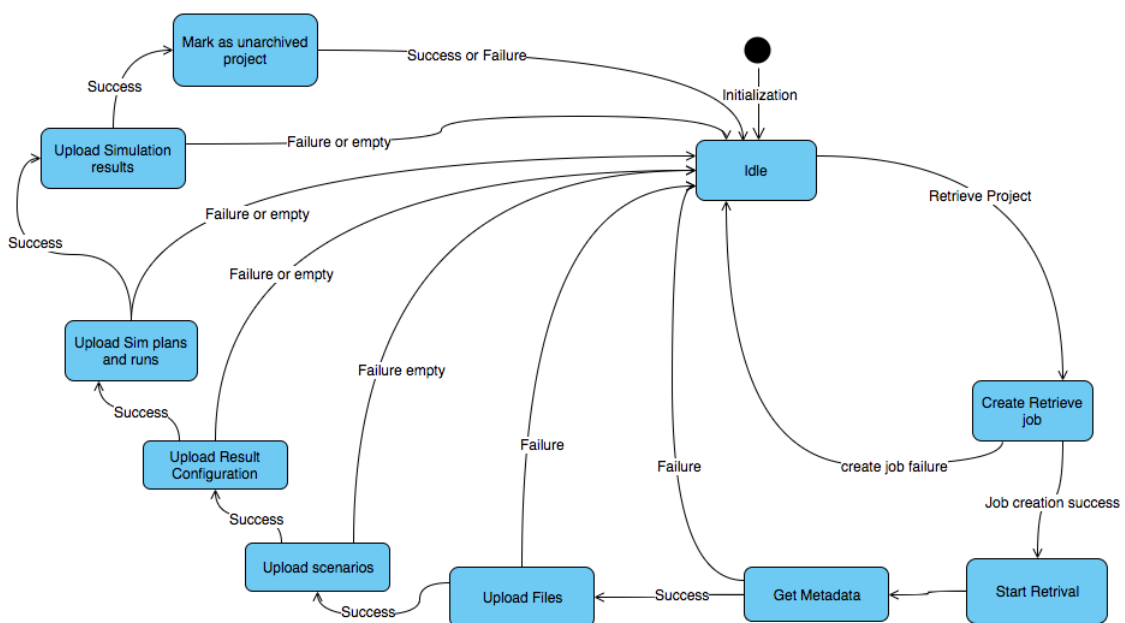 Mark as unarchived
project
Success or Failure
Initialization
Success
Upload Simulation
results
Failure or empty
Idle
Retrieve Project
Failure or empty
Success
Failure or empty
Upload Sim plans
and runs
Failure empty
Create Retrieve
job
Success
Upload Result
Configuration
Failure
Failure
create job failure
Job creation success
Success
Upload scenarios
Success
Upload Files
Success
Get Metadata
Start Retrival